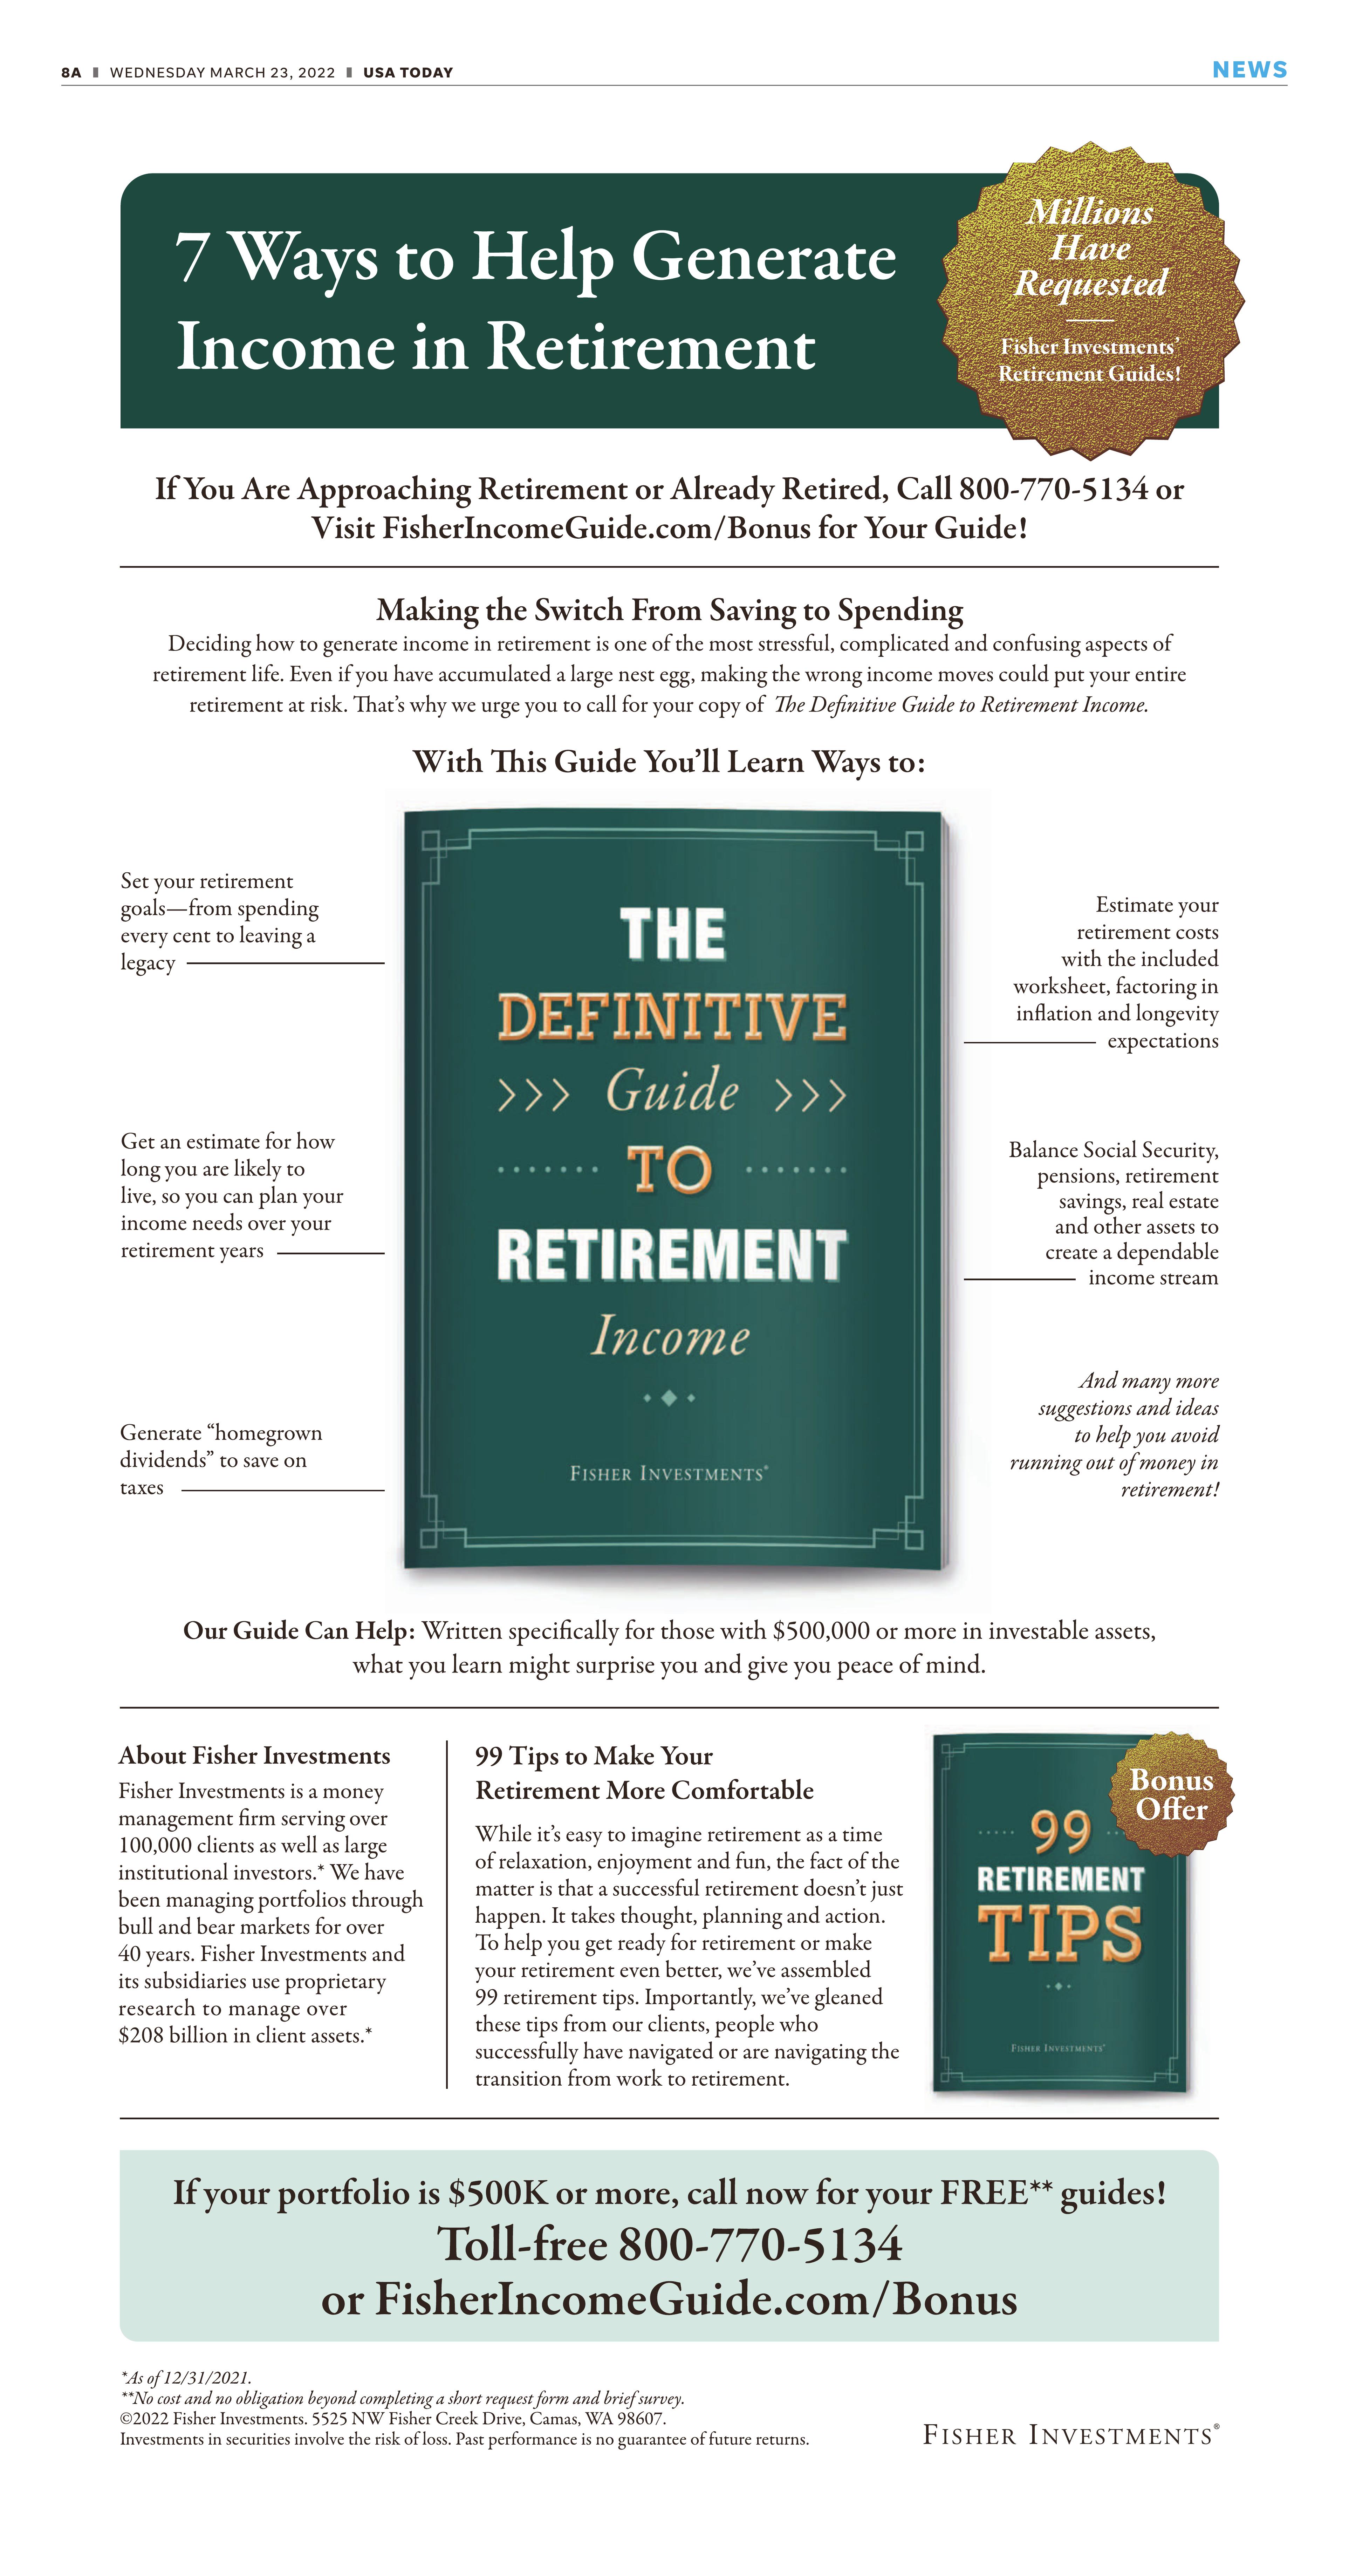 8A WEDNESDAY MARCH 23, 2022 USA TODAY
NEWS
7 Ways to Help Generate
Income in Retirement
Millions
Have
Requested
Fisher Investments’
Retirement Guides!
If You Are Approaching Retirement or Already Retired, Call 800-770-5134 or
Visit FisherIncomeGuide.com/Bonus for Your Guide!
Making the Switch From Saving to Spending
Deciding how to generate income in retirement is one of the most stressful, complicated and confusing aspects of
retirement life. Even if you have accumulated a large nest egg, making the wrong income moves could put your entire
retirement at risk. That’s why we urge you to call for your copy of The Definitive Guide to Retirement Income.
With This Guide You’ll Learn Ways to:
Set your retirement
goals—from spending
every cent to leaving a
legacy
Get an estimate for how
long you are likely to
live, so you can plan your
income needs over your
retirement years
Generate “homegrown
dividends” to save on
taxes
THE
DEFINITIVE
>>> Guide >>>
TO
RETIREMENT
Income
FISHER INVESTMENTS®
Estimate your
retirement costs
with the included
worksheet, factoring in
inflation and longevity
expectations
Balance Social Security,
pensions, retirement
savings, real estate
and other assets to
create a dependable
income stream
And many more
suggestions and ideas
to help you avoid
running out of money in
retirement!
Our Guide Can Help: Written specifically for those with $500,000 or more in investable assets,
what you learn might surprise you and give you peace of mind.
About Fisher Investments
Fisher Investments is a money
management firm serving over
100,000 clients as well as large
institutional investors.* We have
been managing portfolios through
bull and bear markets for over
40 years. Fisher Investments and
its subsidiaries use proprietary
research to manage over
$208 billion in client assets.*
99 Tips to Make Your
Retirement More Comfortable
While it’s easy to imagine retirement as a time
of relaxation, enjoyment and fun, the fact of the
matter is that a successful retirement doesn’t just
happen. It takes thought, planning and action.
To help you get ready for retirement or make
your retirement even better, we’ve assembled
99 retirement tips. Importantly, we’ve gleaned
these tips from our clients, people who
successfully have navigated or are navigating the
transition from work to retirement.
Bonus
Offer
99
RETIREMENT
TIPS
FISHER INVESTMENTS®
If your portfolio is $500K or more, call now for your FREE** guides!
Toll-free 800-770-5134
or FisherIncomeGuide.com/Bonus
*As of 12/31/2021.
**No cost and no obligation beyond completing a short request form and brief survey.
©2022 Fisher Investments. 5525 NW Fisher Creek Drive, Camas, WA 98607.
Investments in securities involve the risk of loss. Past performance is no guarantee of future returns.
FISHER INVESTMENTS®